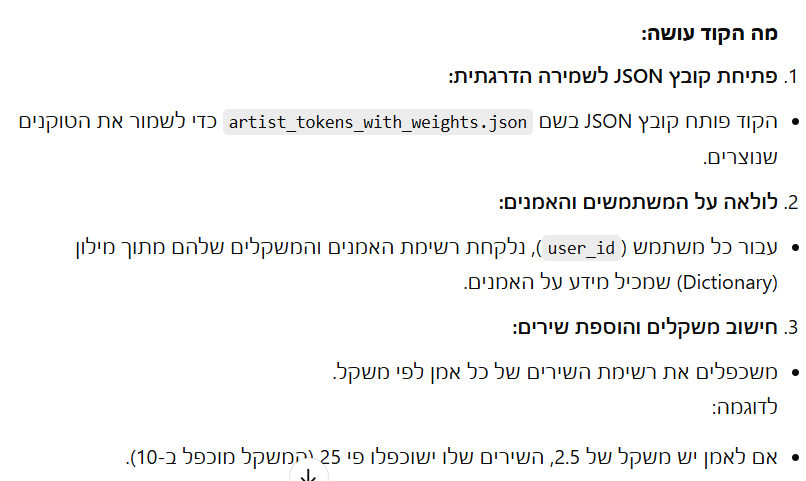 מה הקוד עושה:
1. פתיחת קובץ JSON לשמירה הדרגתית:
• הקוד פותח קובץ JSON בשם artist_tokens_with_weights.json כדי לשמור את הטוקנים
שנוצרים.
2. לולאה על המשתמשים והאמנים:
• עבור כל משתמש (user_id), נלקחת רשימת האמנים והמשקלים שלהם מתוך מילון
(Dictionary) שמכיל מידע על האמנים.
3. חישוב משקלים והוספת שירים:
• משכפלים את רשימת השירים של כל אמן לפי משקל.
לדוגמה:
• אם לאמן יש משקל של 2.5, השירים שלו ישוכפלו פי 25 (המשקל מוכפל ב-10).